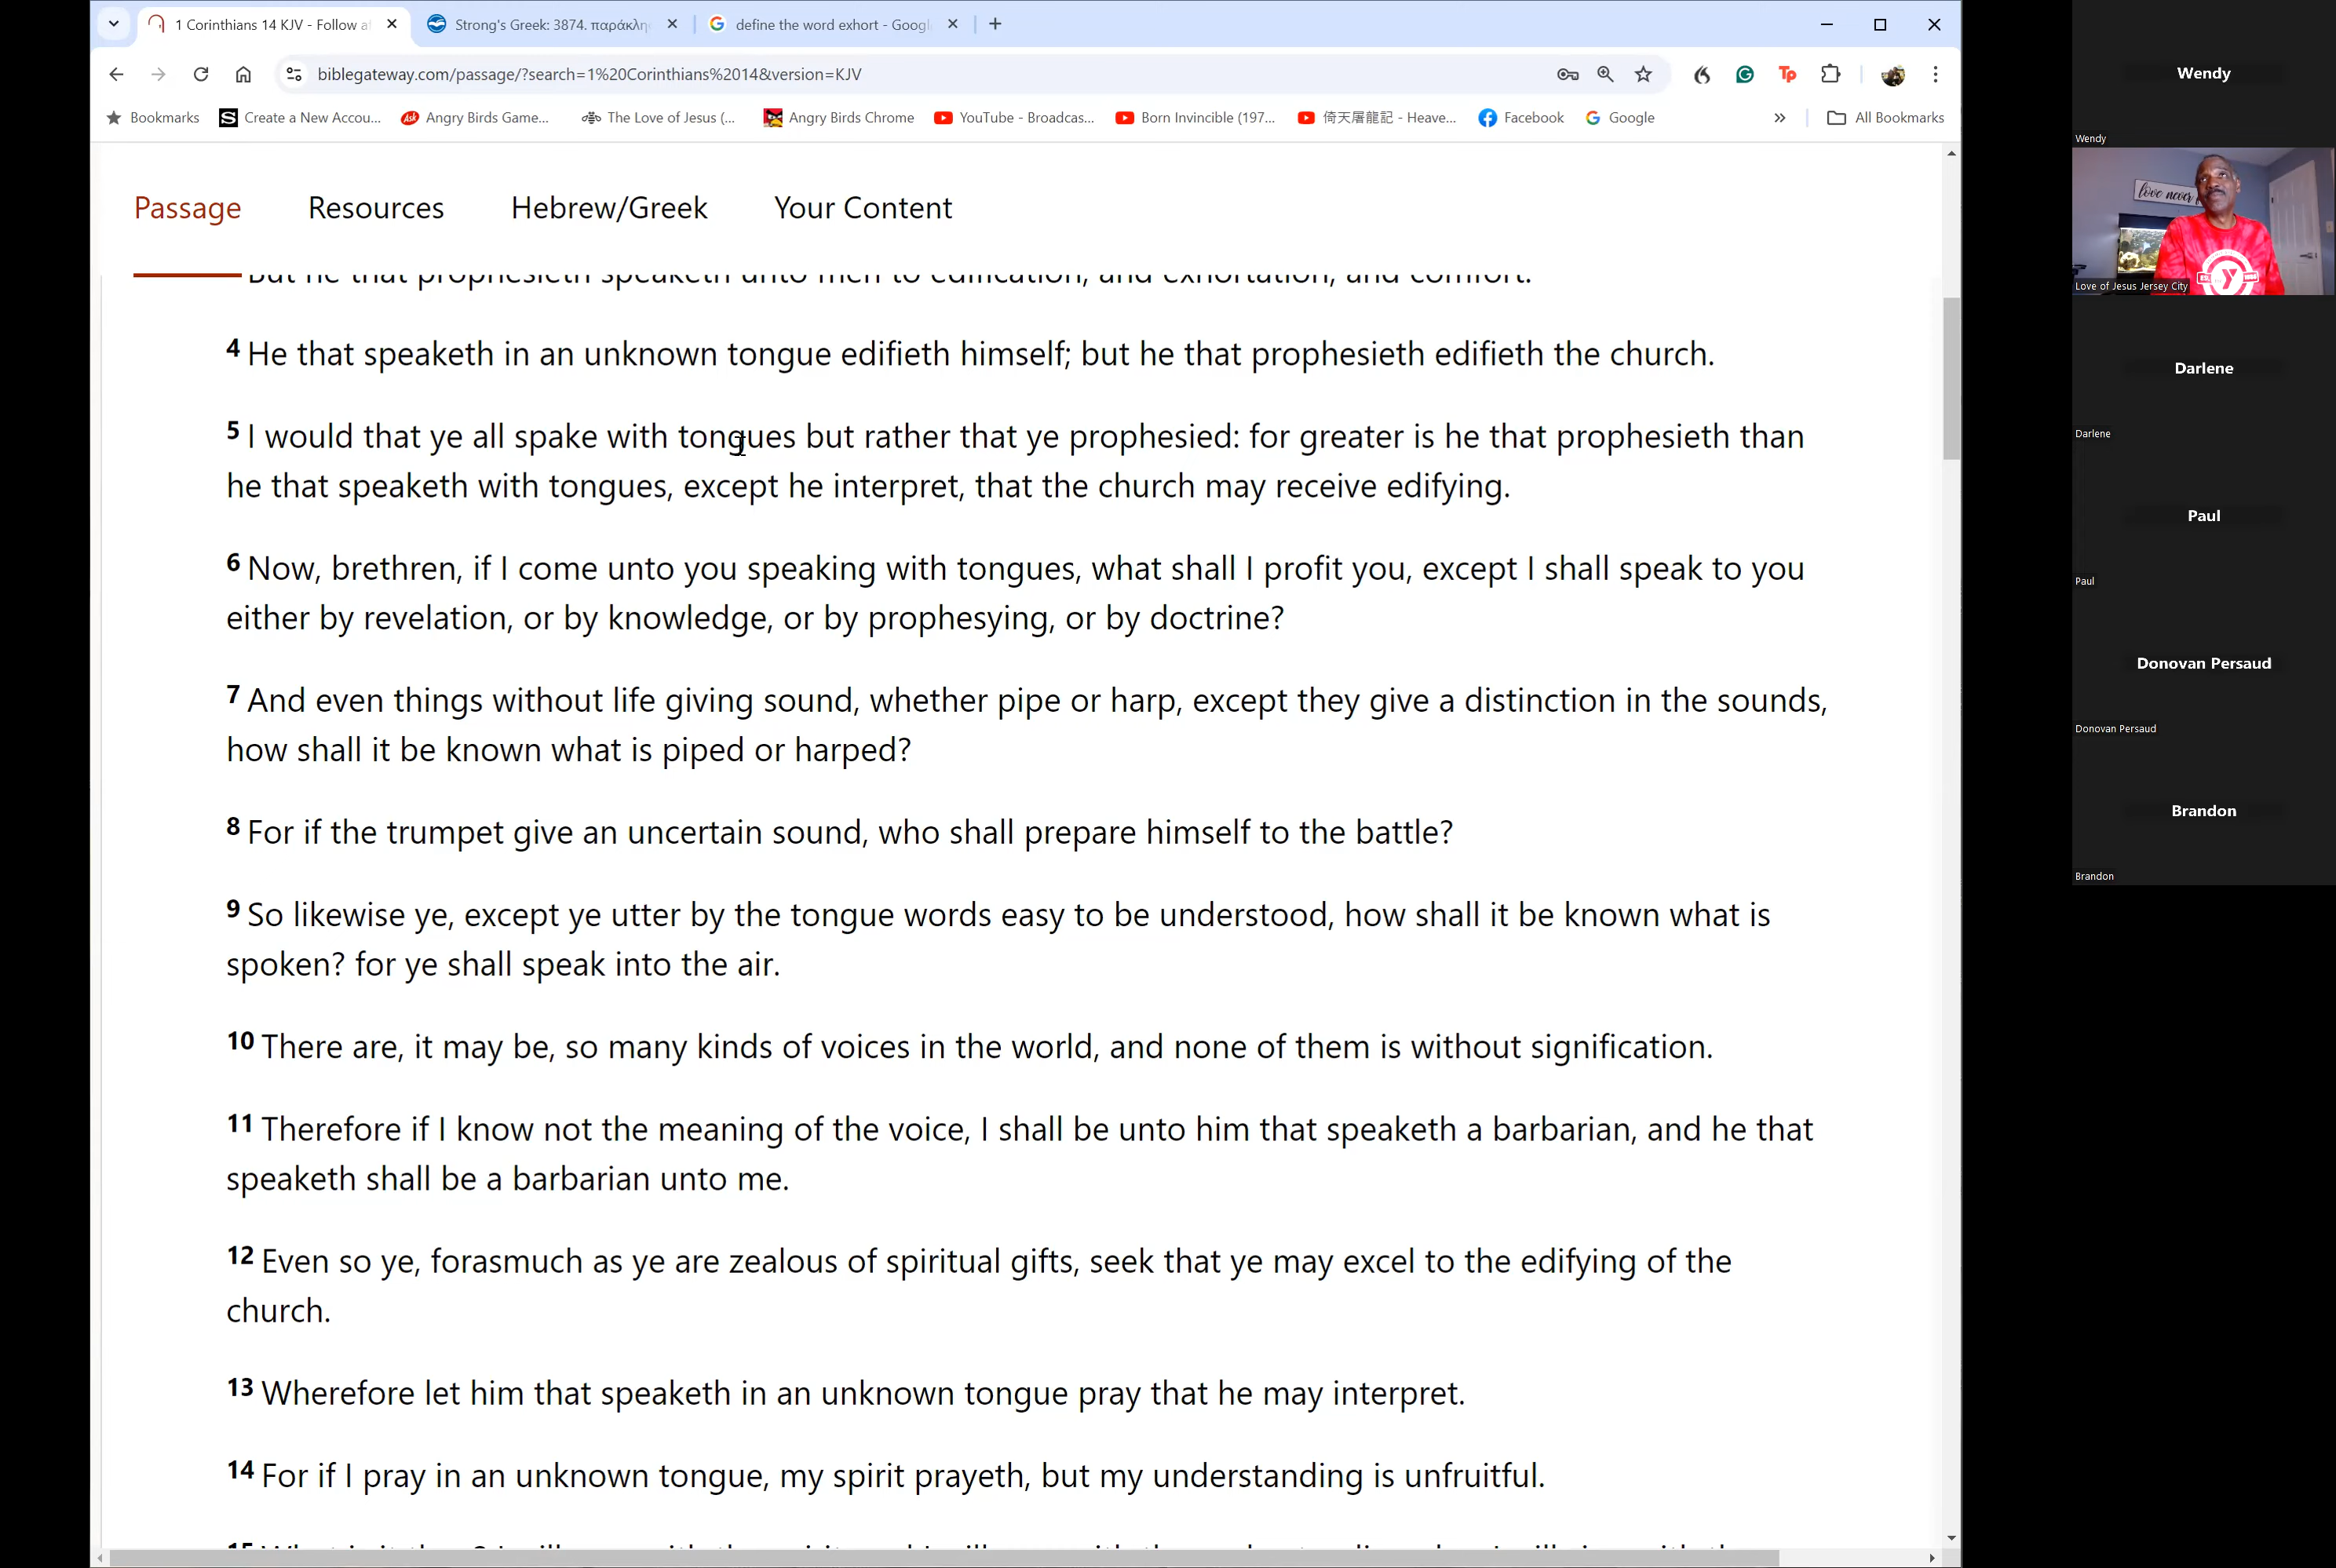 1 Corinthians 14 KJV - Follow af
Strong's Greek: 3874. παράκλη
define the word exhort - Googl
biblegateway.com/passage/?search=1%20Corinthians%2014&version=KJV
Bookmarks
Create a New Accou...
Angry Birds Game...
The Love of Jesus (...
Angry Birds Chrome
YouTube - Broadcas...
Born Invincible (197...
倚天屠龍記 - Heave...
Facebook
Google
All Bookmarks
Passage
Resources
Hebrew/Greek
Your Content
But he that prophesieth speaketh unto men to edification, and exhortation, and comfort.
4 He that speaketh in an unknown tongue edifieth himself; but he that prophesieth edifieth the church.
5 I would that ye all spake with tongues but rather that ye prophesied: for greater is he that prophesieth than
he that speaketh with tongues, except he interpret, that the church may receive edifying.
6 Now, brethren, if I come unto you speaking with tongues, what shall I profit you, except I shall speak to you
either by revelation, or by knowledge, or by prophesying, or by doctrine?
7 And even things without life giving sound, whether pipe or harp, except they give a distinction in the sounds,
how shall it be known what is piped or harped?
8 For if the trumpet give an uncertain sound, who shall prepare himself to the battle?
9 So likewise ye, except ye utter by the tongue words easy to be understood, how shall it be known what is
spoken? for ye shall speak into the air.
10 There are, it may be, so many kinds of voices in the world, and none of them is without signification.
11 Therefore if I know not the meaning of the voice, I shall be unto him that speaketh a barbarian, and he that
speaketh shall be a barbarian unto me.
12 Even so ye, forasmuch as ye are zealous of spiritual gifts, seek that ye may excel to the edifying of the
church.
13 Wherefore let him that speaketh in an unknown tongue pray that he may interpret.
14 For if I pray in an unknown tongue, my spirit prayeth, but my understanding is unfruitful.
Wendy
Wendy
love never
Y
Love of Jesus Jersey City
Darlene
Darlene
Paul
Paul
Donovan Persaud
Donovan Persaud
Brandon
Brandon